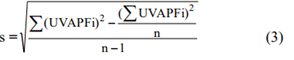 s = √((∑(UVAPFi)² − (∑UVAPFi)²/n)/(n − 1)) (3)